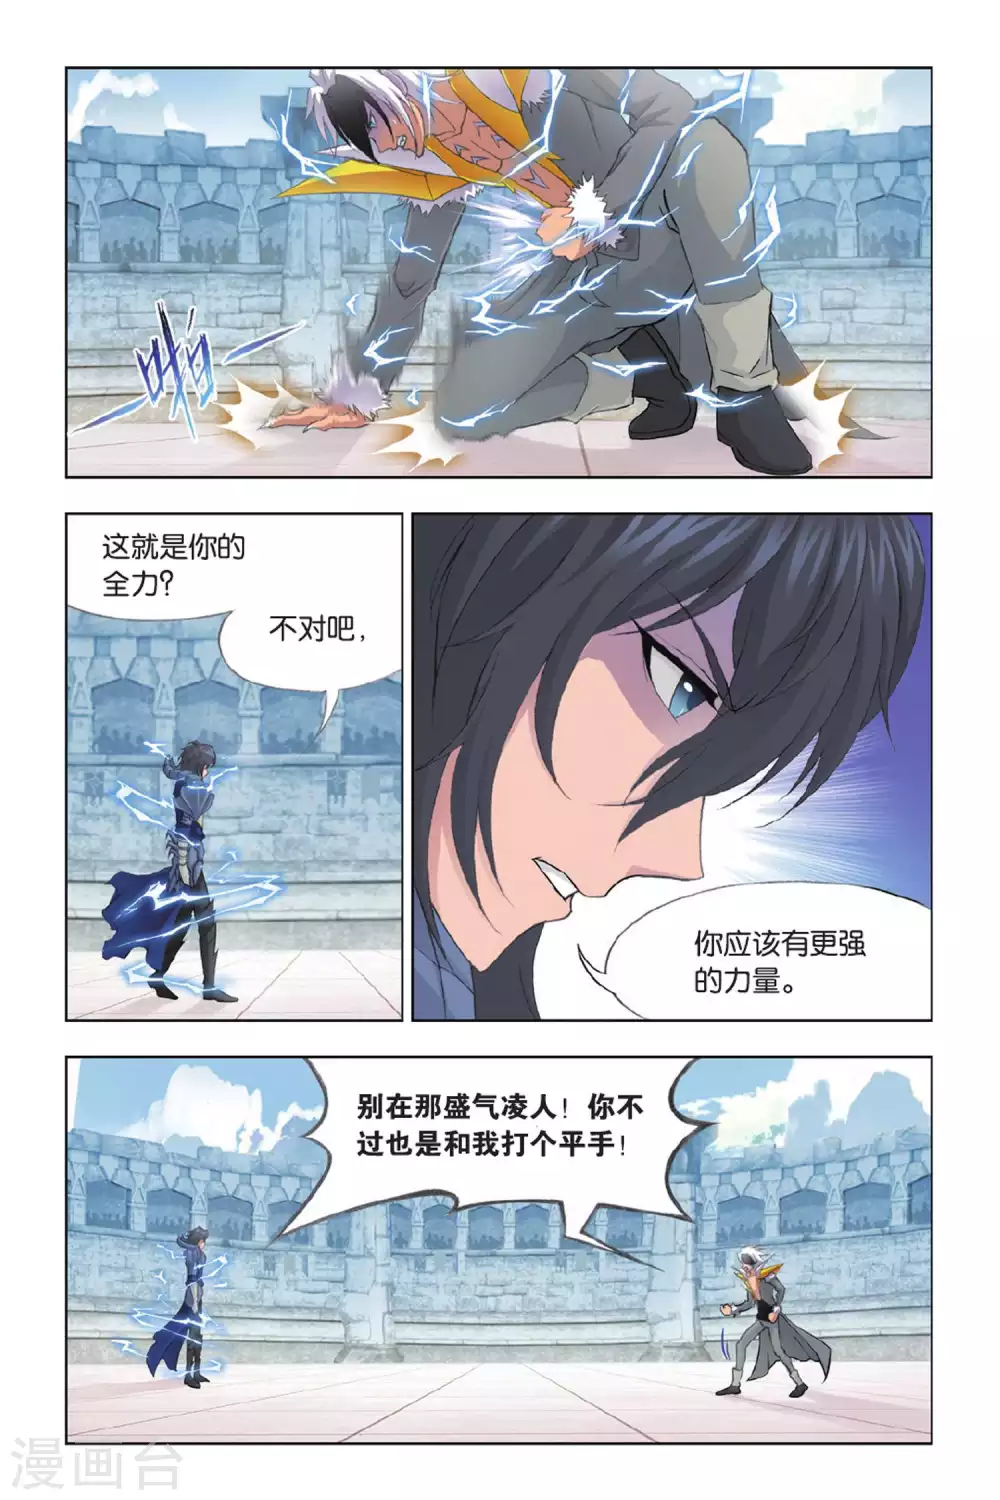 啪
这就是你的
全力？
不对吧，
你应该有更强
的力量。
别在那盛气凌人！你不
过也是和我打个平手！
漫画台